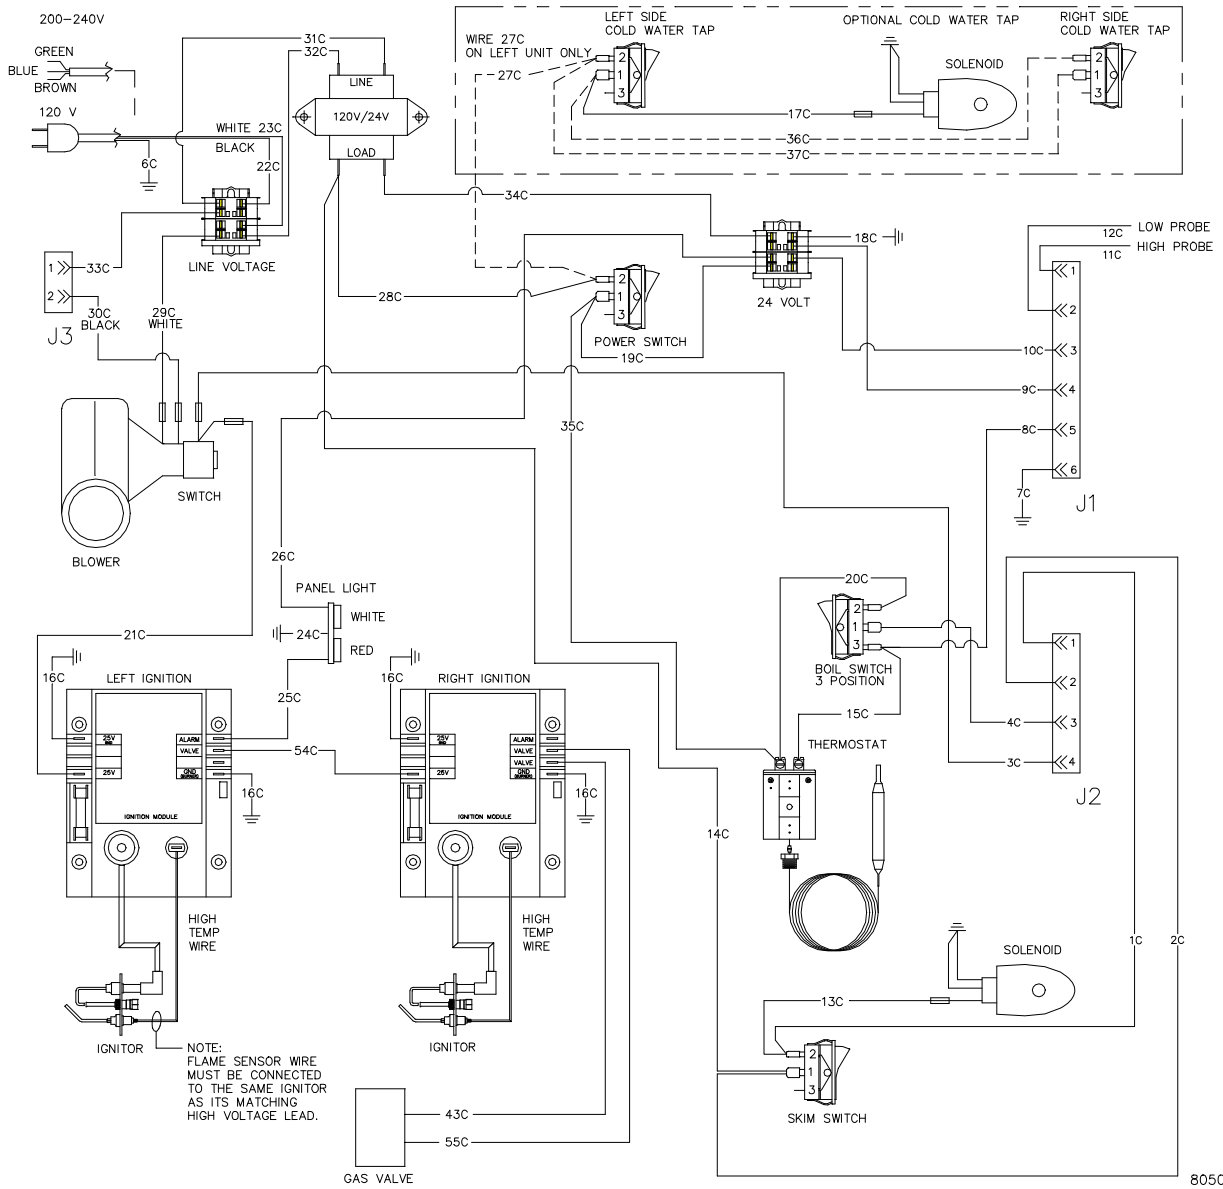 200-240V
GREEN
BLUE
BROWN
120 V
6C
WHITE 23C
BLACK
22C
31C
32C
LINE
120V/24V
LOAD
WIRE 27C
ON LEFT UNIT ONLY
27C
LEFT SIDE
COLD WATER TAP
2
1
3
OPTIONAL COLD WATER TAP
SOLENOID
RIGHT SIDE
COLD WATER TAP
2
1
3
17C
36C
37C
34C
LINE VOLTAGE
1
33C
2
30C
BLACK
J3
29C
WHITE
28C
2
1
3
POWER SWITCH
19C
18C
24 VOLT
LOW PROBE
12C
HIGH PROBE
11C
1
2
10C
3
9C
4
8C
5
6
7C
J1
35C
SWITCH
BLOWER
26C
PANEL LIGHT
WHITE
24C
RED
25C
21C
16C
LEFT IGNITION
25V
GND
25V
ALARM
VALVE
VALVE
GND
(BURNER)
IGNITION MODULE
16C
54C
16C
RIGHT IGNITION
25V
GND
25V
ALARM
VALVE
VALVE
GND
(BURNER)
IGNITION MODULE
16C
HIGH
TEMP
WIRE
HIGH
TEMP
WIRE
IGNITOR
IGNITOR
NOTE:
FLAME SENSOR WIRE
MUST BE CONNECTED
TO THE SAME IGNITOR
AS ITS MATCHING
HIGH VOLTAGE LEAD.
GAS VALVE
43C
55C
20C
2
1
3
BOIL SWITCH
3 POSITION
15C
THERMOSTAT
14C
1
2
4C
3
3C
4
J2
1C
2C
SOLENOID
13C
2
1
3
SKIM SWITCH
8050